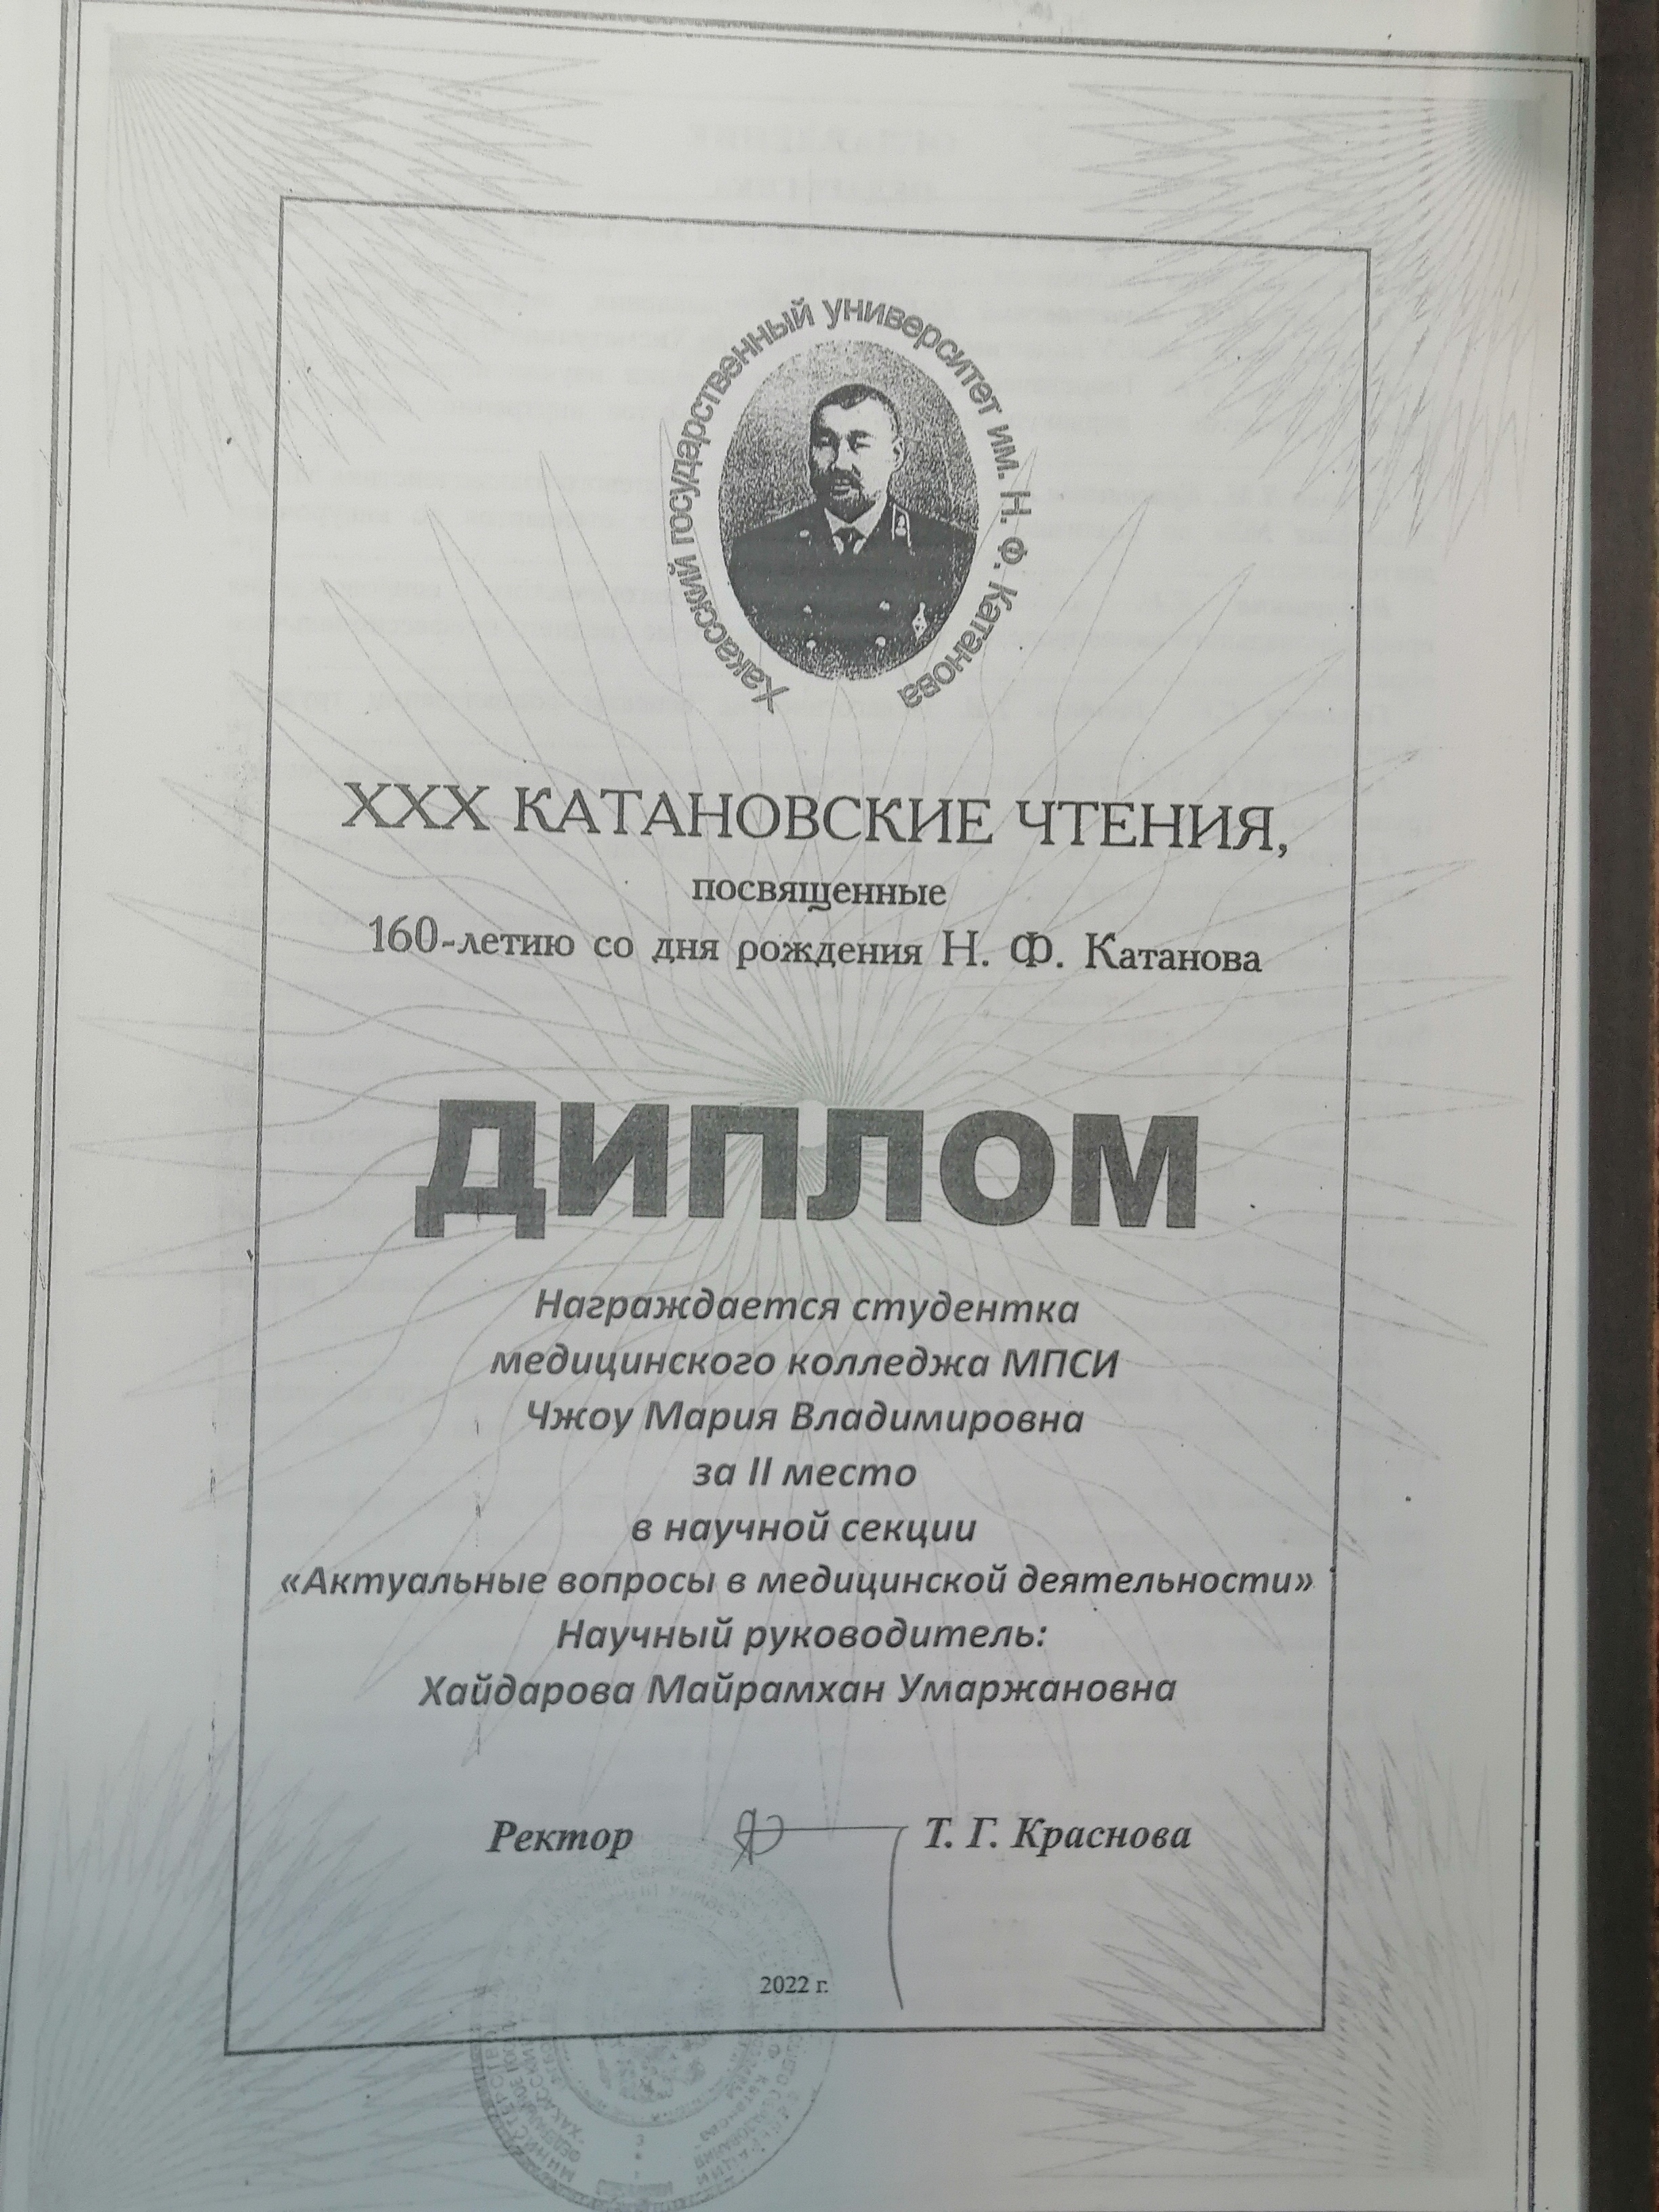 Хакасский государственный университет им. Н. Ф. Катанова
XXX КАТАНОВСКИЕ ЧТЕНИЯ,
посвященные
160-летию со дня рождения Н. Ф. Катанова
ДИПЛОМ
Награждается студентка
медицинского колледжа МПСИ
Чжоу Мария Владимировна
за II место
в научной секции
«Актуальные вопросы в медицинской деятельности»
Научный руководитель:
Хайдарова Майрамхан Умаржановна
Ректор Т. Г. Краснова
2022 г.